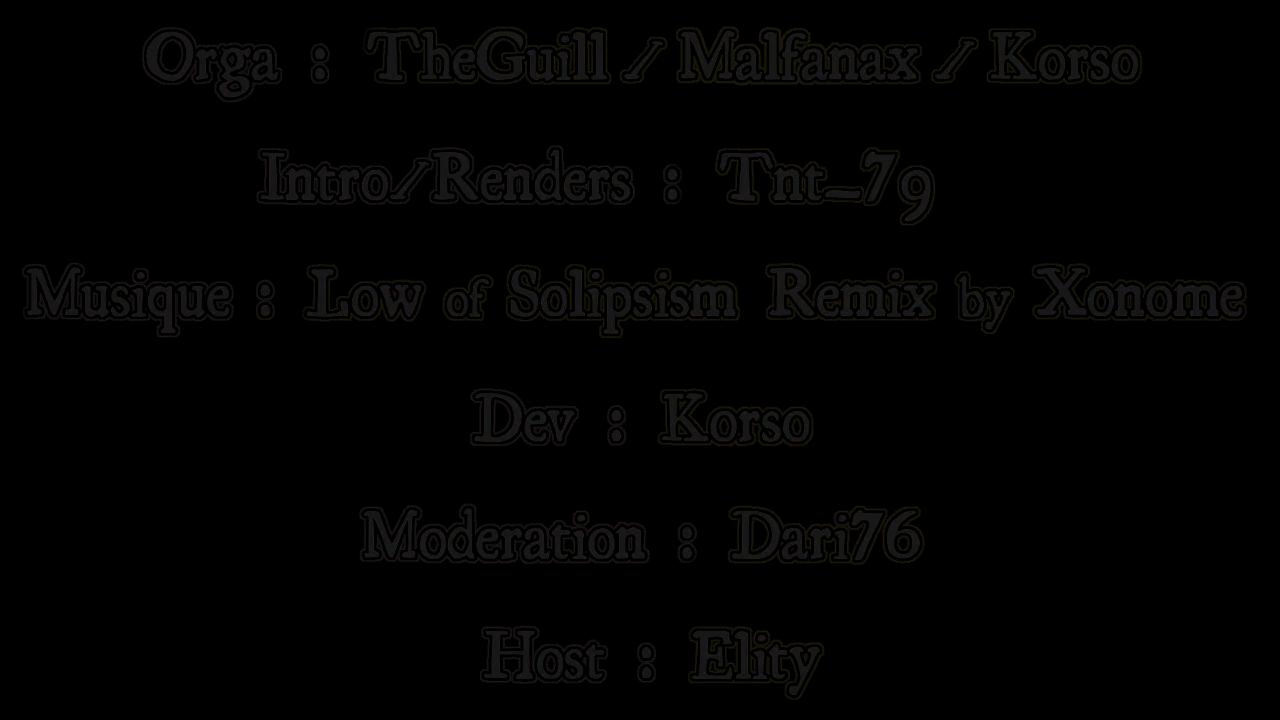 Orga : TheGuill / Malfanax / Korso
Intro/Renders : Tnt_79
Musique : Low of Solipsism Remix by Xonome
Dev : Korso
Moderation : Dari76
Host : Elity